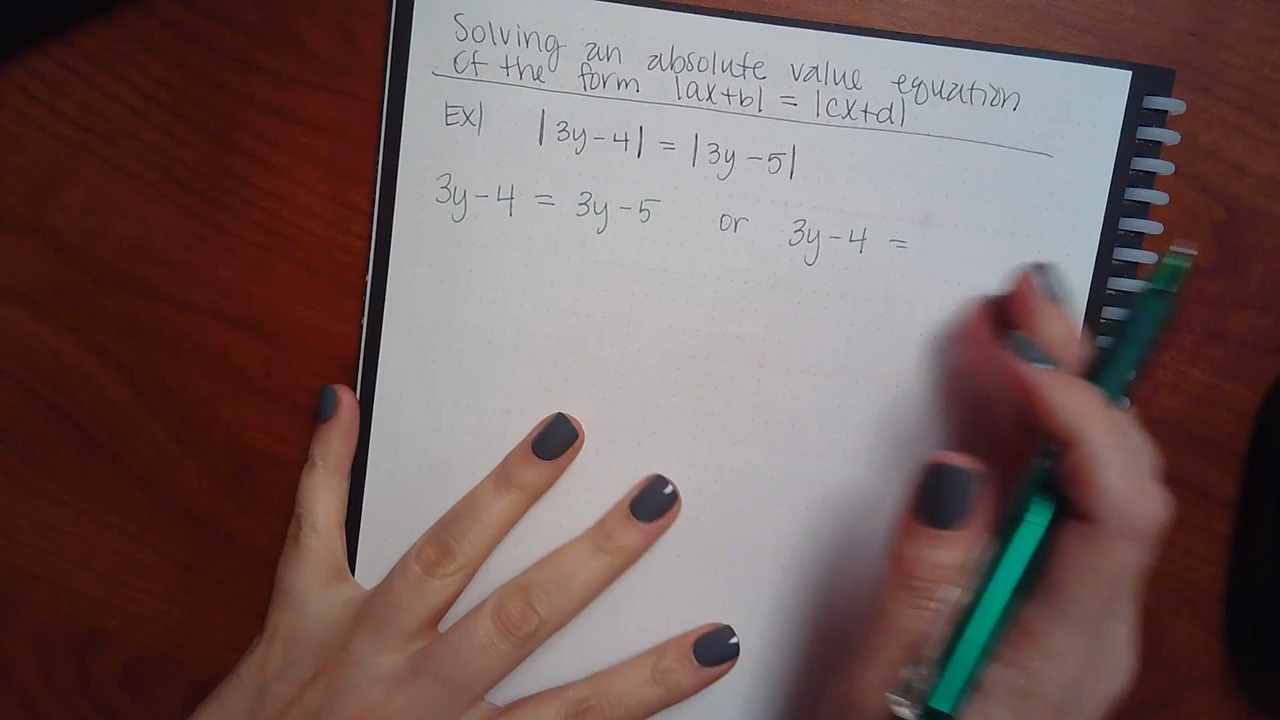 Solving an absolute value equation
of the form |ax+b| = |cx+d|
EX| |3y-4| = |3y-5|
3y-4 = 3y-5 or 3y-4 =